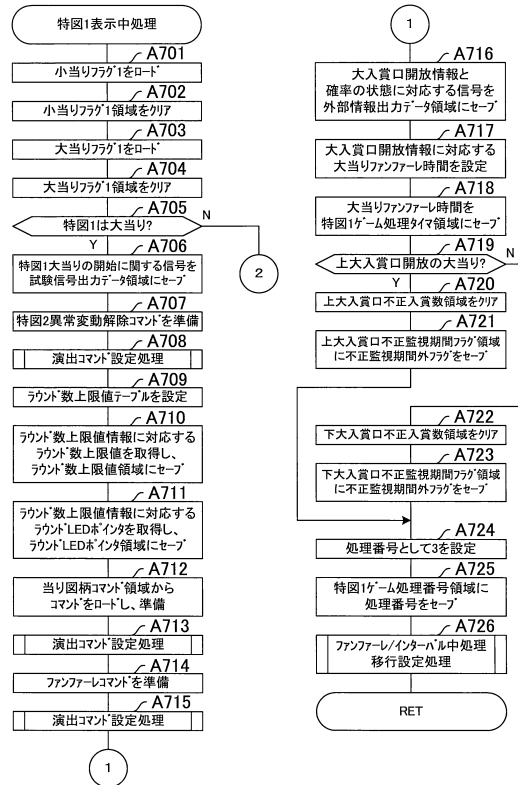 特図1表示中処理
A701
小当りフラグ1をロード
A702
小当りフラグ1領域をクリア
A703
大当りフラグ1をロード
A704
大当りフラグ1領域をクリア
A705
特図1は大当り?
N
Y
2
A706
特図1大当りの開始に関する信号を
試験信号出力データ領域にセーブ
A707
特図2異常変動解除コマンドを準備
A708
演出コマンド設定処理
A709
ラウンド数上限値テーブルを設定
A710
ラウンド数上限値情報に対応する
ラウンド数上限値を取得し、
ラウンド数上限値領域にセーブ
A711
ラウンド数上限値情報に対応する
ラウンドLEDポインタを取得し、
ラウンドLEDポインタ領域にセーブ
A712
当り図柄コマンド領域から
コマンドをロードし、準備
A713
演出コマンド設定処理
A714
ファンファーレコマンドを準備
A715
演出コマンド設定処理
1
1
A716
大入賞口開放情報と
確率の状態に対応する信号を
外部情報出力データ領域にセーブ
A717
大入賞口開放情報に対応する
大当りファンファーレ時間を設定
A718
大当りファンファーレ時間を
特図1ゲーム処理タイマ領域にセーブ
A719
上大入賞口開放の大当り?
N
Y
A720
上大入賞口不正入賞数領域をクリア
A721
上大入賞口不正監視期間フラグ領域
に不正監視期間外フラグをセーブ
A722
下大入賞口不正入賞数領域をクリア
A723
下大入賞口不正監視期間フラグ領域
に不正監視期間外フラグをセーブ
A724
処理番号として3を設定
A725
特図1ゲーム処理番号領域に
処理番号をセーブ
A726
ファンファーレ/インターバル中処理
移行設定処理
RET